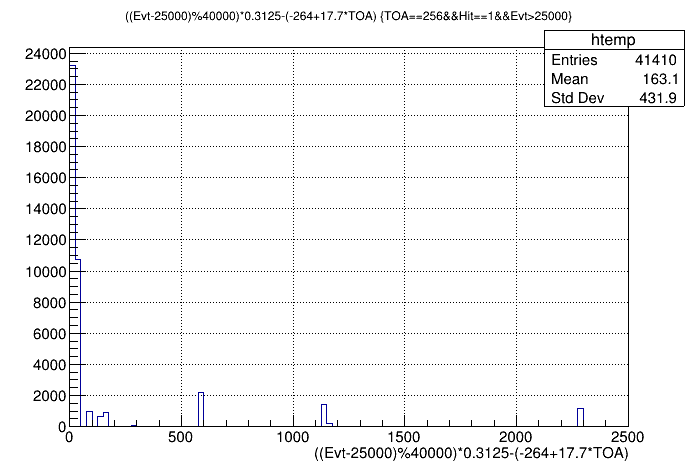 ((Evt-25000)%40000)*0.3125-(-264+17.7*TOA) {TOA==256&&Hit==1&&Evt>25000}
htemp
Entries 41410
Mean 163.1
Std Dev 431.9
24000
22000
20000
18000
16000
14000
12000
10000
8000
6000
4000
2000
0
0 500 1000 1500 2000 2500
((Evt-25000)%40000)*0.3125-(-264+17.7*TOA)